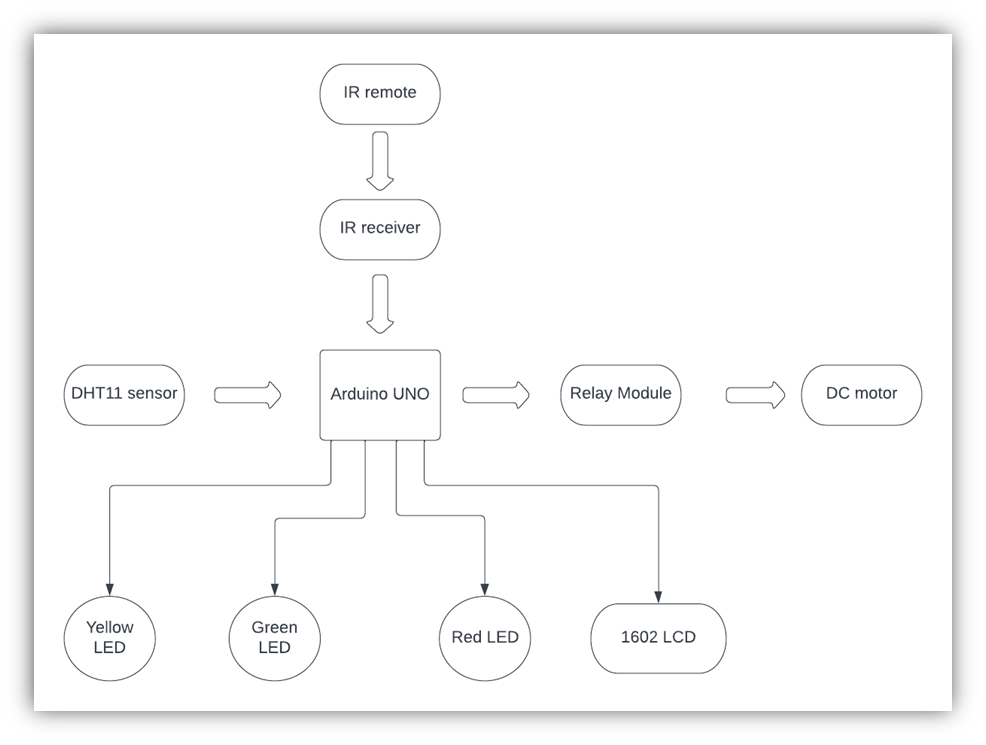 IR remote
IR receiver
DHT11 sensor
Arduino UNO
Relay Module
DC motor
Yellow
LED
Green
LED
Red LED
1602 LCD